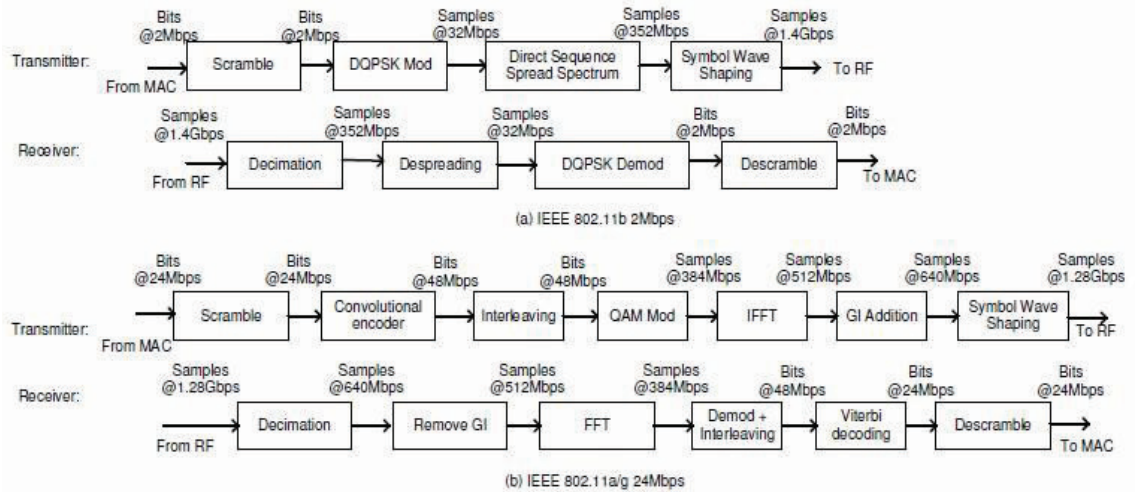 Bits Bits Samples Samples Samples
@2Mbps @2Mbps @32Mbps @352Mbps @1.4Gbps
Transmitter: Scramble DQPSK Mod Direct Sequence Spread Spectrum Symbol Wave Shaping
From MAC To RF
Samples Samples Samples Bits Bits
@1.4Gbps @352Mbps @32Mbps @2Mbps @2Mbps
Receiver: Decimation Despreading DQPSK Demod Descramble
From RF To MAC
(a) IEEE 802.11b 2Mbps
Bits Bits Bits Bits Samples Samples Samples Samples
@24Mbps @24Mbps @48Mbps @48Mbps @384Mbps @512Mbps @640Mbps @1.28Gbps
Transmitter: Scramble Convolutional encoder Interleaving QAM Mod IFFT GI Addition Symbol Wave Shaping
From MAC To RF
Samples Samples Samples Samples Bits Bits Bits
@1.28Gbps @640Mbps @512Mbps @384Mbps @48Mbps @24Mbps @24Mbps
Receiver: Decimation Remove GI FFT Demod + Interleaving Viterbi decoding Descramble
From RF To MAC
(b) IEEE 802.11a/g 24Mbps